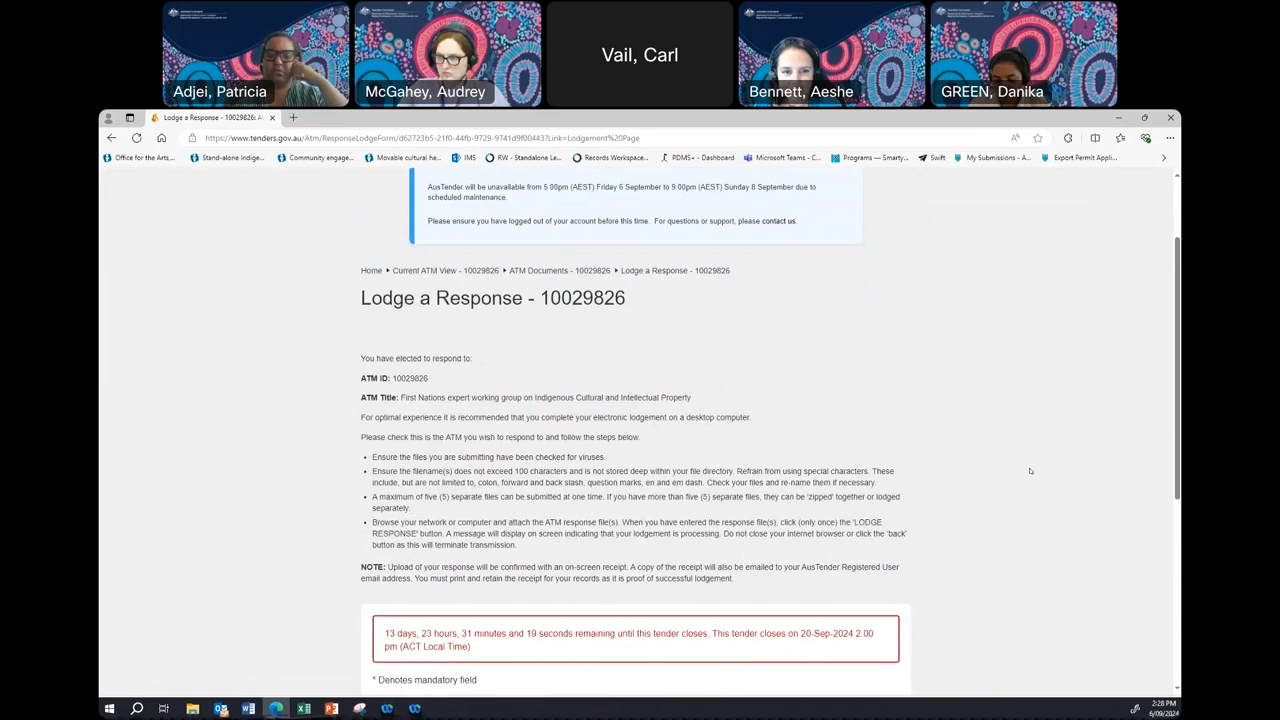 Adjei, Patricia
McGahey, Audrey
Vail, Carl
Bennett, Aeshe
GREEN, Danika
Lodge a Response - 10029826: A
https://www.tenders.gov.au/Atm/ResponseLodgeForm/d62723b5-21f0-44fb-9729-9741d9f00443?Link=Lodgement%20Page
Office for the Arts,... Stand-alone Indige... Community engage... Movable cultural he... IMS RW - Standalone Le... Records Workspace... PDMS+ - Dashboard Microsoft Teams - C... Programs — Smarty... Swift My Submissions - A... Export Permit Appli...
AusTender will be unavailable from 5:00pm (AEST) Friday 6 September to 9:00pm (AEST) Sunday 8 September due to
scheduled maintenance.
Please ensure you have logged out of your account before this time. For questions or support, please contact us.
Home Current ATM View - 10029826 ATM Documents - 10029826 Lodge a Response - 10029826
Lodge a Response - 10029826
You have elected to respond to:
ATM ID: 10029826
ATM Title: First Nations expert working group on Indigenous Cultural and Intellectual Property
For optimal experience it is recommended that you complete your electronic lodgement on a desktop computer.
Please check this is the ATM you wish to respond to and follow the steps below.
• Ensure the files you are submitting have been checked for viruses.
• Ensure the filename(s) does not exceed 100 characters and is not stored deep within your file directory. Refrain from using special characters. These
include, but are not limited to, colon, forward and back slash, question marks, en and em dash. Check your files and re-name them if necessary.
• A maximum of five (5) separate files can be submitted at one time. If you have more than five (5) separate files, they can be 'zipped' together or lodged
separately.
• Browse your network or computer and attach the ATM response file(s). When you have entered the response file(s), click (only once) the 'LODGE
RESPONSE' button. A message will display on screen indicating that your lodgement is processing. Do not close your internet browser or click the 'back'
button as this will terminate transmission.
NOTE: Upload of your response will be confirmed with an on-screen receipt. A copy of the receipt will also be emailed to your AusTender Registered User
email address. You must print and retain the receipt for your records as it is proof of successful lodgement.
13 days, 23 hours, 31 minutes and 19 seconds remaining until this tender closes. This tender closes on 20-Sep-2024 2:00
pm (ACT Local Time)
* Denotes mandatory field
2:28 PM
6/09/2024